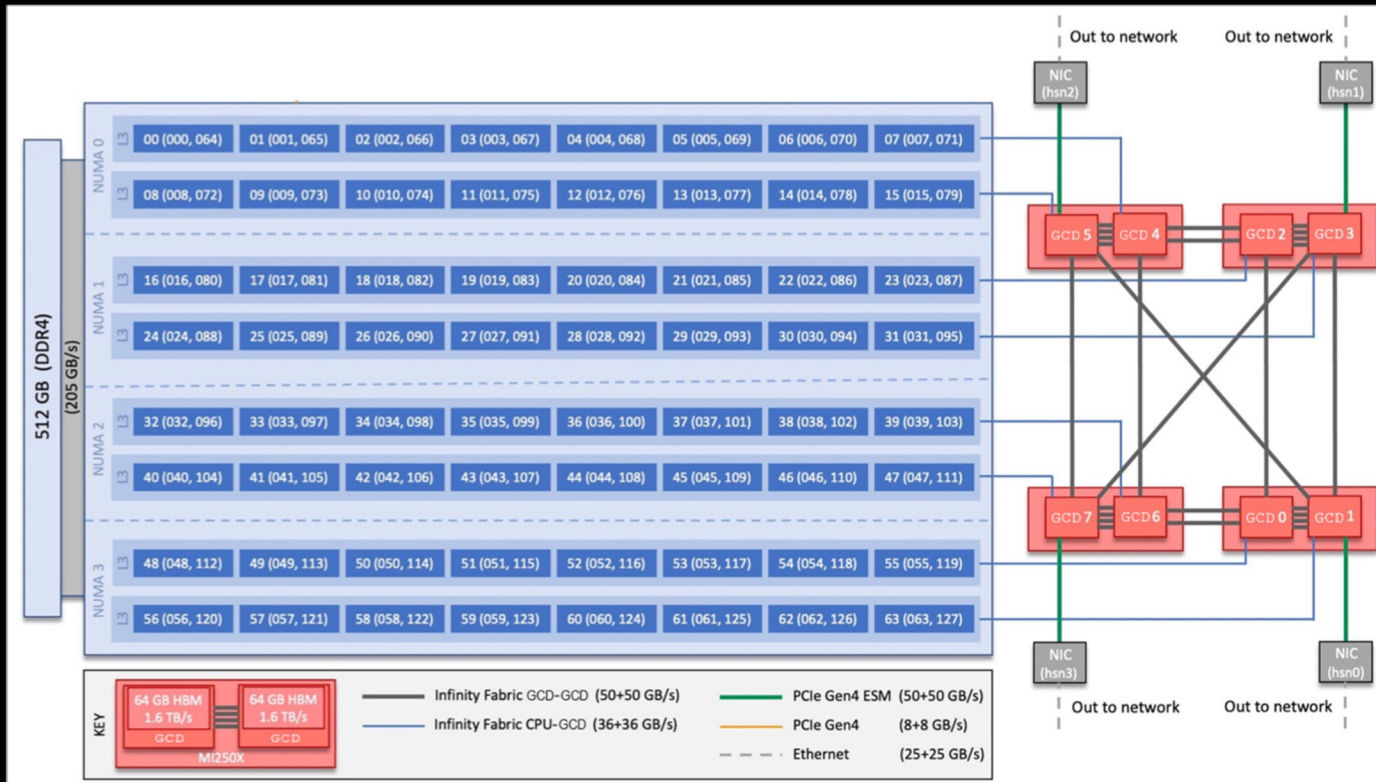 Out to network Out to network
NIC
(hsn2)
NIC
(hsn1)
512 GB (DDR4)
(205 GB/s)
NUMA 0
L3 00 (000, 064) 01 (001, 065) 02 (002, 066) 03 (003, 067) 04 (004, 068) 05 (005, 069) 06 (006, 070) 07 (007, 071)
L3 08 (008, 072) 09 (009, 073) 10 (010, 074) 11 (011, 075) 12 (012, 076) 13 (013, 077) 14 (014, 078) 15 (015, 079)
NUMA 1
L3 16 (016, 080) 17 (017, 081) 18 (018, 082) 19 (019, 083) 20 (020, 084) 21 (021, 085) 22 (022, 086) 23 (023, 087)
L3 24 (024, 088) 25 (025, 089) 26 (026, 090) 27 (027, 091) 28 (028, 092) 29 (029, 093) 30 (030, 094) 31 (031, 095)
NUMA 2
L3 32 (032, 096) 33 (033, 097) 34 (034, 098) 35 (035, 099) 36 (036, 100) 37 (037, 101) 38 (038, 102) 39 (039, 103)
L3 40 (040, 104) 41 (041, 105) 42 (042, 106) 43 (043, 107) 44 (044, 108) 45 (045, 109) 46 (046, 110) 47 (047, 111)
NUMA 3
L3 48 (048, 112) 49 (049, 113) 50 (050, 114) 51 (051, 115) 52 (052, 116) 53 (053, 117) 54 (054, 118) 55 (055, 119)
L3 56 (056, 120) 57 (057, 121) 58 (058, 122) 59 (059, 123) 60 (060, 124) 61 (061, 125) 62 (062, 126) 63 (063, 127)
GCD 5 GCD 4 GCD 2 GCD 3
GCD 7 GCD 6 GCD 0 GCD 1
NIC
(hsn3)
NIC
(hsn0)
Out to network Out to network
KEY
64 GB HBM
1.6 TB/s
GCD
64 GB HBM
1.6 TB/s
GCD
MI250X
Infinity Fabric GCD-GCD (50+50 GB/s)
Infinity Fabric CPU-GCD (36+36 GB/s)
PCIe Gen4 ESM (50+50 GB/s)
PCIe Gen4 (8+8 GB/s)
Ethernet (25+25 GB/s)